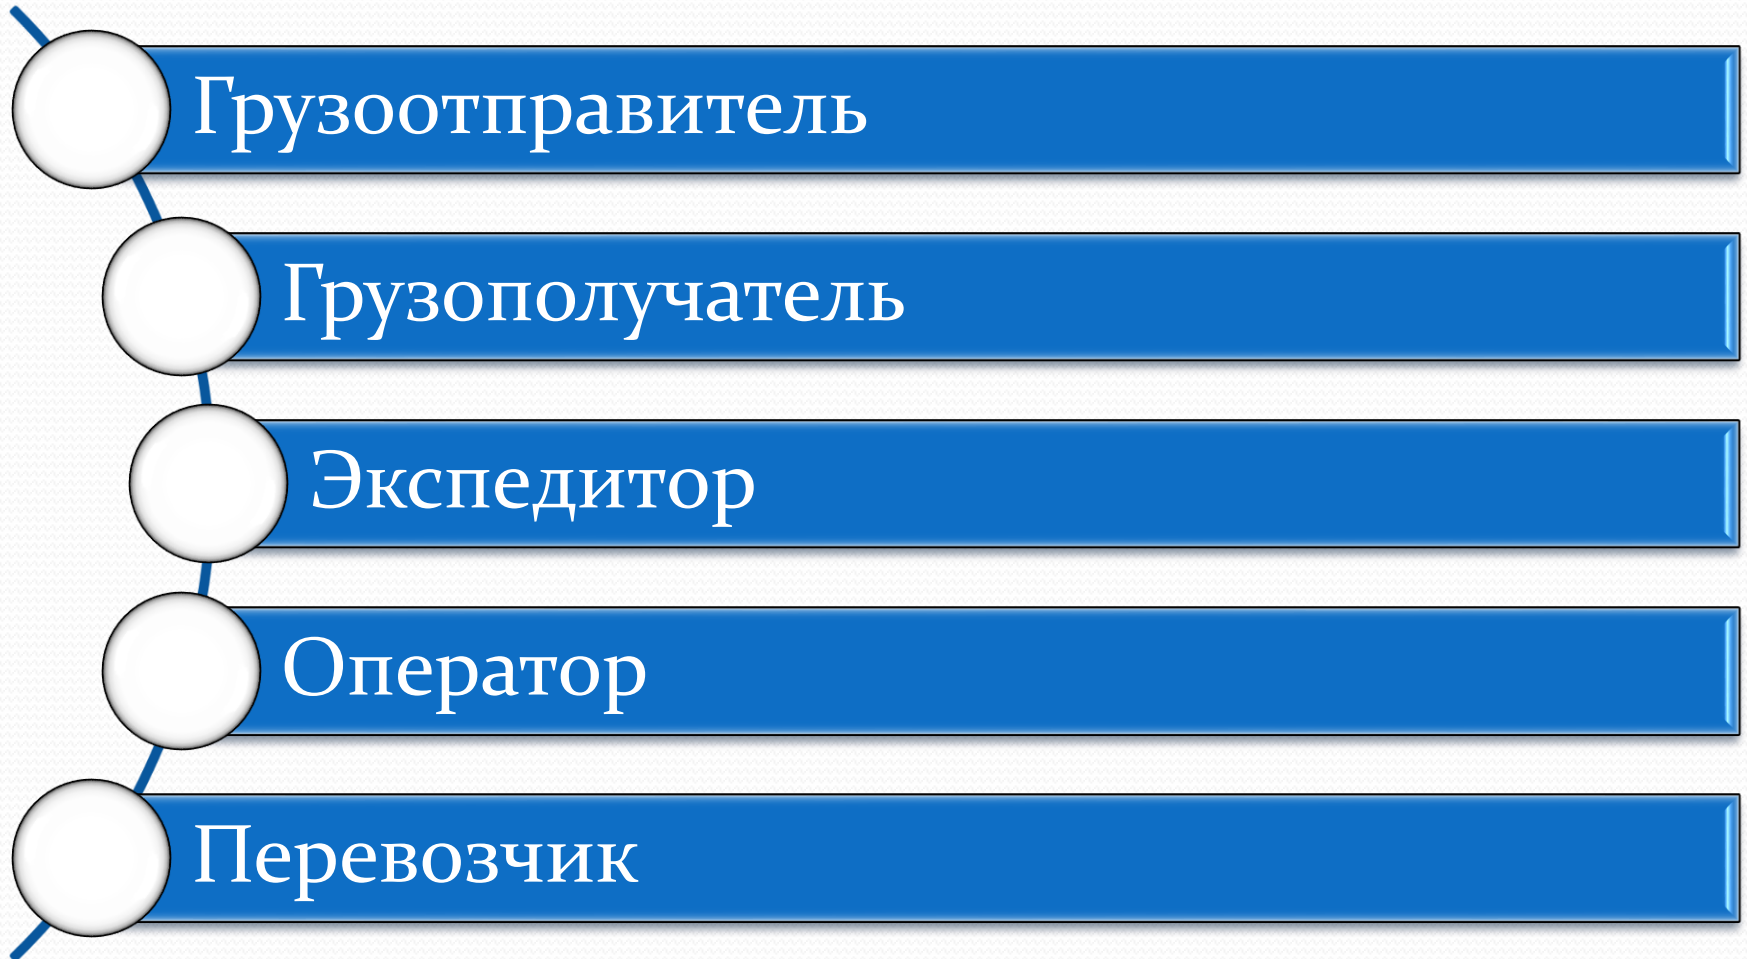 Грузоотправитель
Грузополучатель
Экспедитор
Оператор
Перевозчик